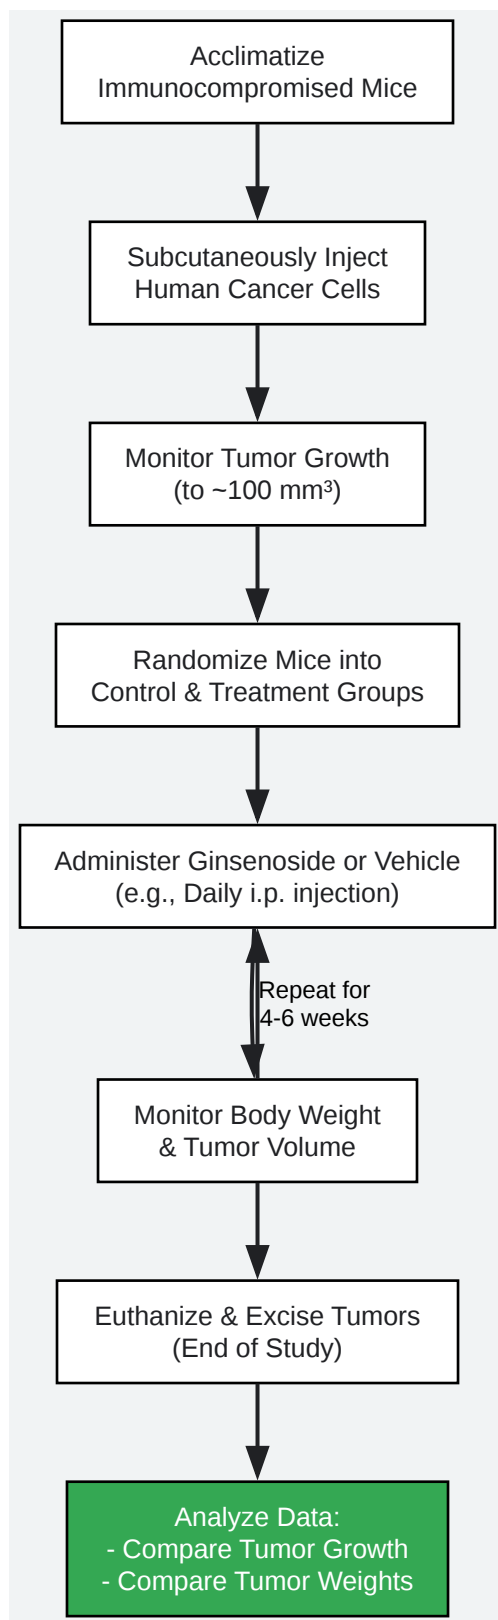 Acclimatize
Immunocompromised Mice
Subcutaneously Inject
Human Cancer Cells
Monitor Tumor Growth
(to ~100 mm³)
Randomize Mice into
Control & Treatment Groups
Administer Ginsenoside or Vehicle
(e.g., Daily i.p. injection)
Repeat for
4-6 weeks
Monitor Body Weight
& Tumor Volume
Euthanize & Excise Tumors
(End of Study)
Analyze Data:
- Compare Tumor Growth
- Compare Tumor Weights